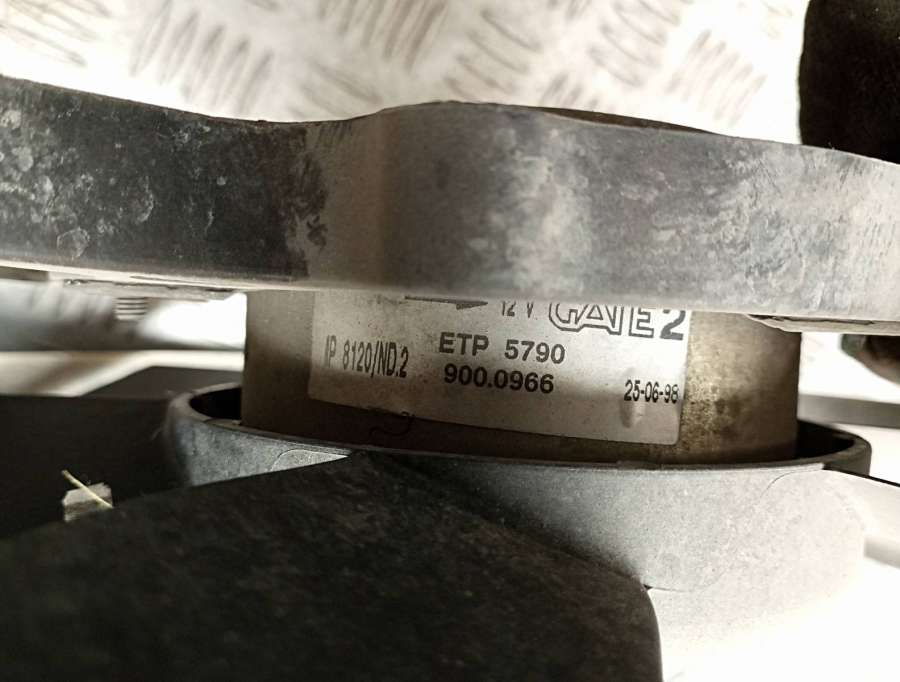 12 V GATE 2
IP 8120/ND.2 ETP 5790
900.0966 25-06-98